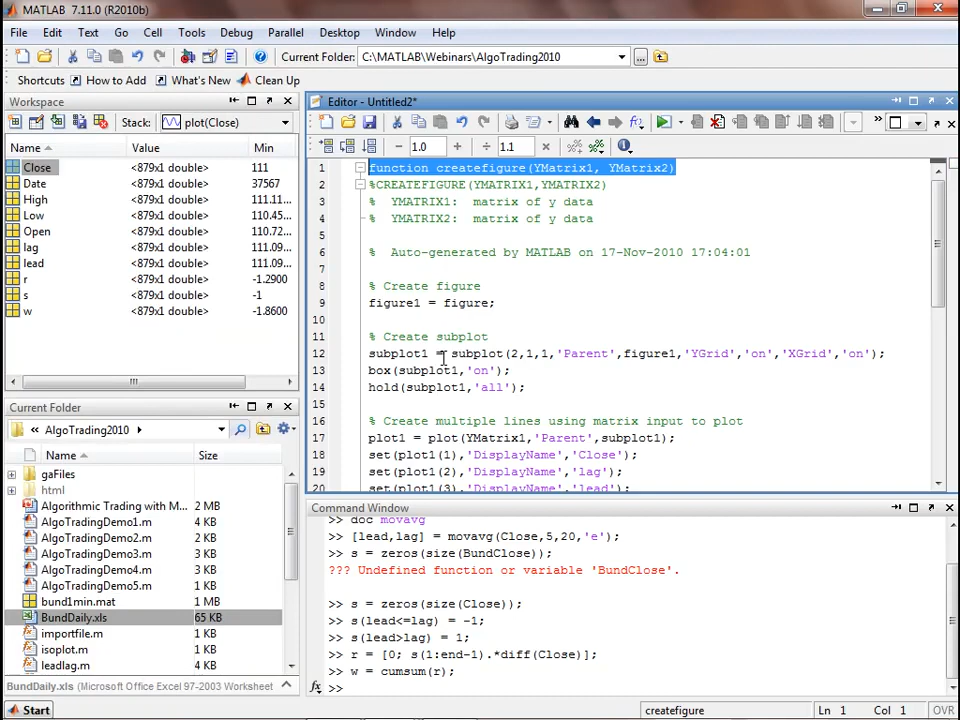 MATLAB 7.11.0 (R2010b)
File Edit Text Go Cell Tools Debug Parallel Desktop Window Help
Current Folder: C:\MATLAB\Webinars\AlgoTrading2010
Shortcuts How to Add What's New Clean Up
Workspace
Stack: plot(Close)
Name Value Min
Close <879x1 double> 111
Date <879x1 double> 37567
High <879x1 double> 111.11...
Low <879x1 double> 110.45...
Open <879x1 double> 110.72...
lag <879x1 double> 111.09...
lead <879x1 double> 111.09...
r <879x1 double> -1.2900
s <879x1 double> -1
w <879x1 double> -1.8600
Current Folder
« AlgoTrading2010
Name Size
gaFiles
html
Algorithmic Trading with M... 2 MB
AlgoTradingDemo1.m 4 KB
AlgoTradingDemo2.m 4 KB
AlgoTradingDemo3.m 4 KB
AlgoTradingDemo4.m 4 KB
AlgoTradingDemo5.m 4 KB
bund1min.mat 1 MB
BundDaily.xls 65 KB
importfile.m 1 KB
isoplot.m 1 KB
leadlag.m 4 KB
BundDaily.xls (Microsoft Office Excel 97-2003 Worksheet
Start
Editor - Untitled2*
1.0 1.1
1 function createfigure(YMatrix1, YMatrix2)
2 %CREATEFIGURE(YMATRIX1,YMATRIX2)
3 % YMATRIX1: matrix of y data
4 % YMATRIX2: matrix of y data
5
6 % Auto-generated by MATLAB on 17-Nov-2010 17:04:01
7
8 % Create figure
9 figure1 = figure;
10
11 % Create subplot
12 subplot1 = subplot(2,1,1,'Parent',figure1,'YGrid','on','XGrid','on');
13 box(subplot1,'on');
14 hold(subplot1,'all');
15
16 % Create multiple lines using matrix input to plot
17 plot1 = plot(YMatrix1,'Parent',subplot1);
18 set(plot1(1),'DisplayName','Close');
19 set(plot1(2),'DisplayName','lag');
20 set(plot1(3),'DisplayName','lead');
Command Window
>> doc movavg
>> [lead,lag] = movavg(Close,5,20,'e');
>> s = zeros(size(BundClose));
??? Undefined function or variable 'BundClose'.
>> s = zeros(size(Close));
>> s(lead<=lag) = -1;
>> s(lead>lag) = 1;
>> r = [0; s(1:end-1).*diff(Close)];
>> w = cumsum(r);
>>
createfigure Ln 1 Col 1 OVR